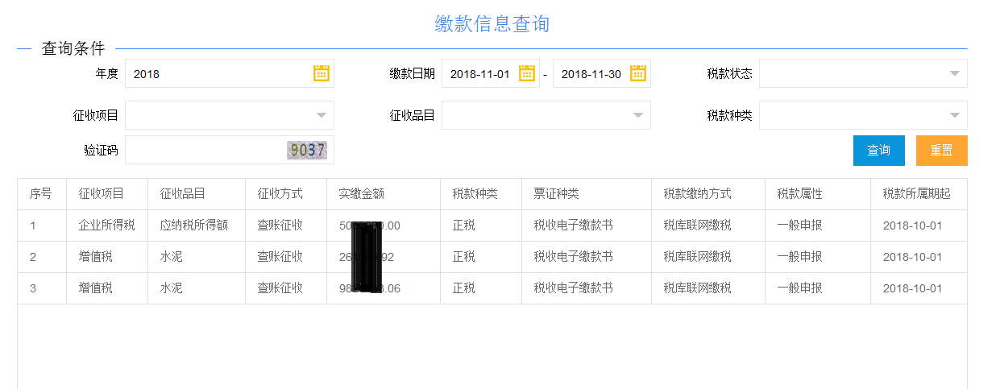 缴款信息查询
查询条件
年度 2018 缴款日期 2018-11-01 - 2018-11-30 税款状态
征收项目 征收品目 税款种类
验证码 9037 查询 重置
序号 征收项目 征收品目 征收方式 实缴金额 税款种类 票证种类 税款缴纳方式 税款属性 税款所属期起
1 企业所得税 应纳税所得额 查账征收 正税 税收电子缴款书 税库联网缴税 一般申报 2018-10-01
2 增值税 水泥 查账征收 正税 税收电子缴款书 税库联网缴税 一般申报 2018-10-01
3 增值税 水泥 查账征收 正税 税收电子缴款书 税库联网缴税 一般申报 2018-10-01